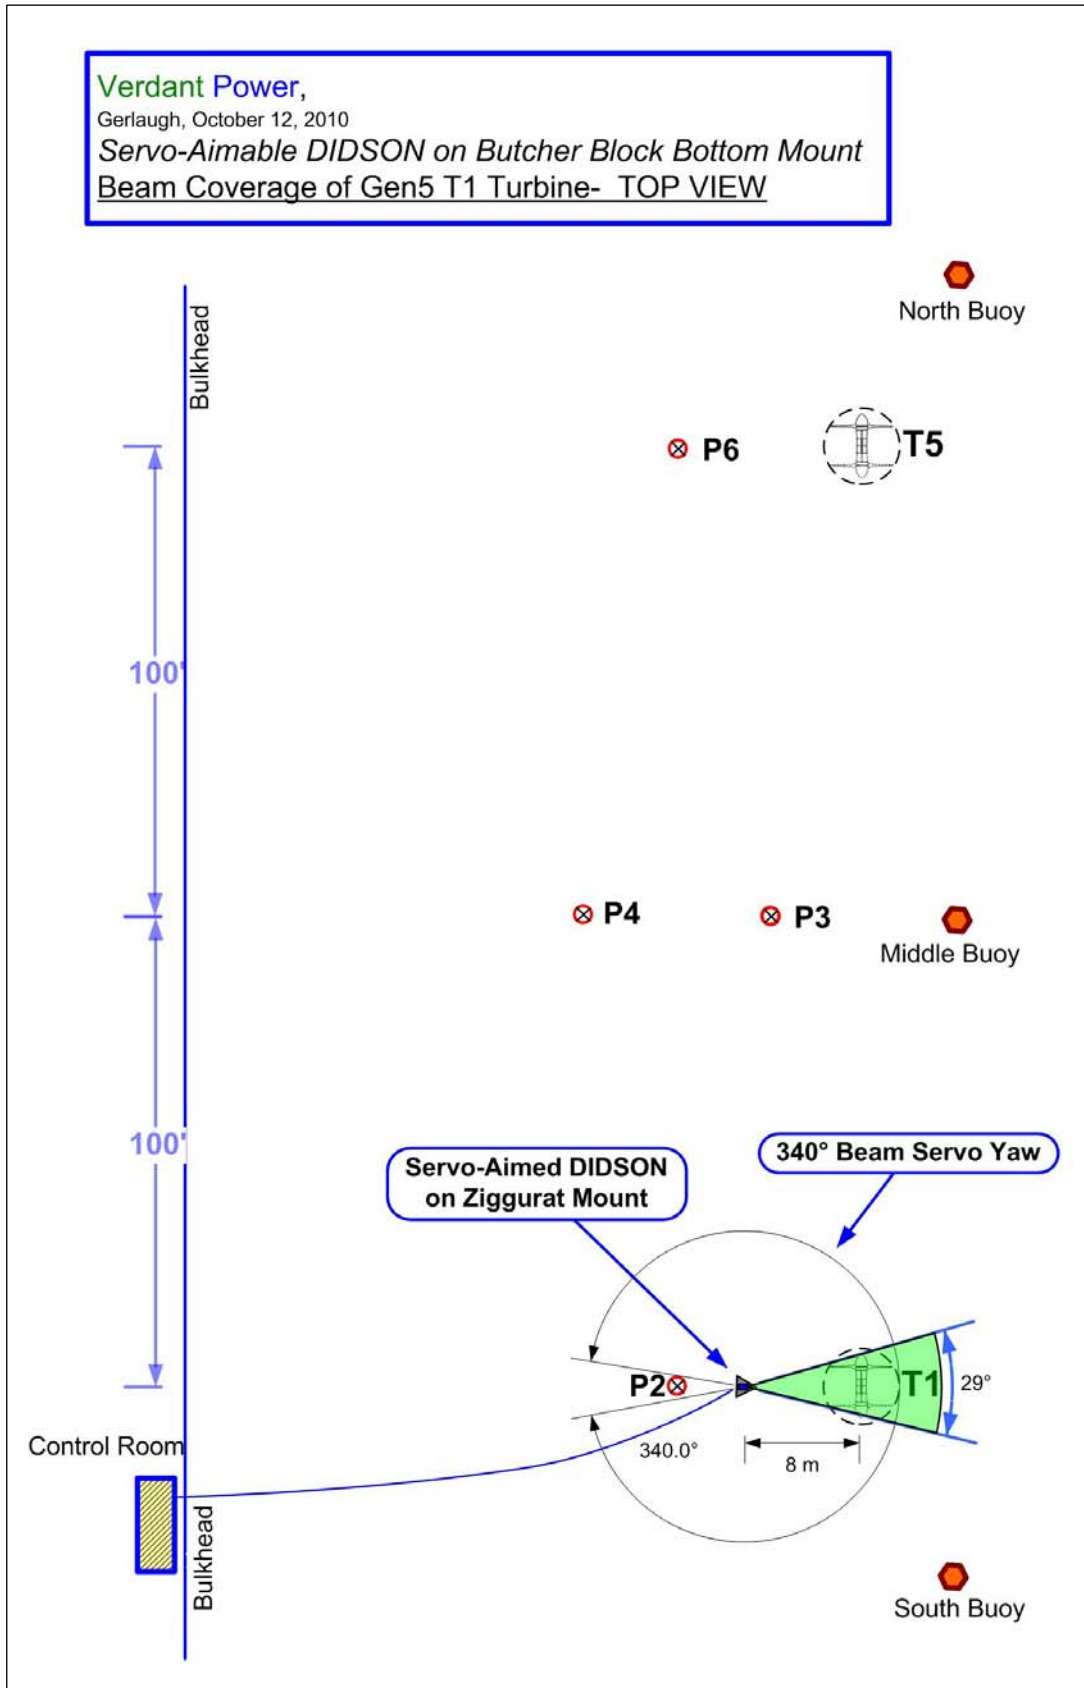 Verdant Power,
Gerlaugh, October 12, 2010
Servo-Aimable DIDSON on Butcher Block Bottom Mount
Beam Coverage of Gen5 T1 Turbine- TOP VIEW
North Buoy
Bulkhead
P6
T5
100'
P4
P3
Middle Buoy
100'
340° Beam Servo Yaw
Servo-Aimed DIDSON
on Ziggurat Mount
P2
T1
29°
340.0°
8 m
Control Room
Bulkhead
South Buoy